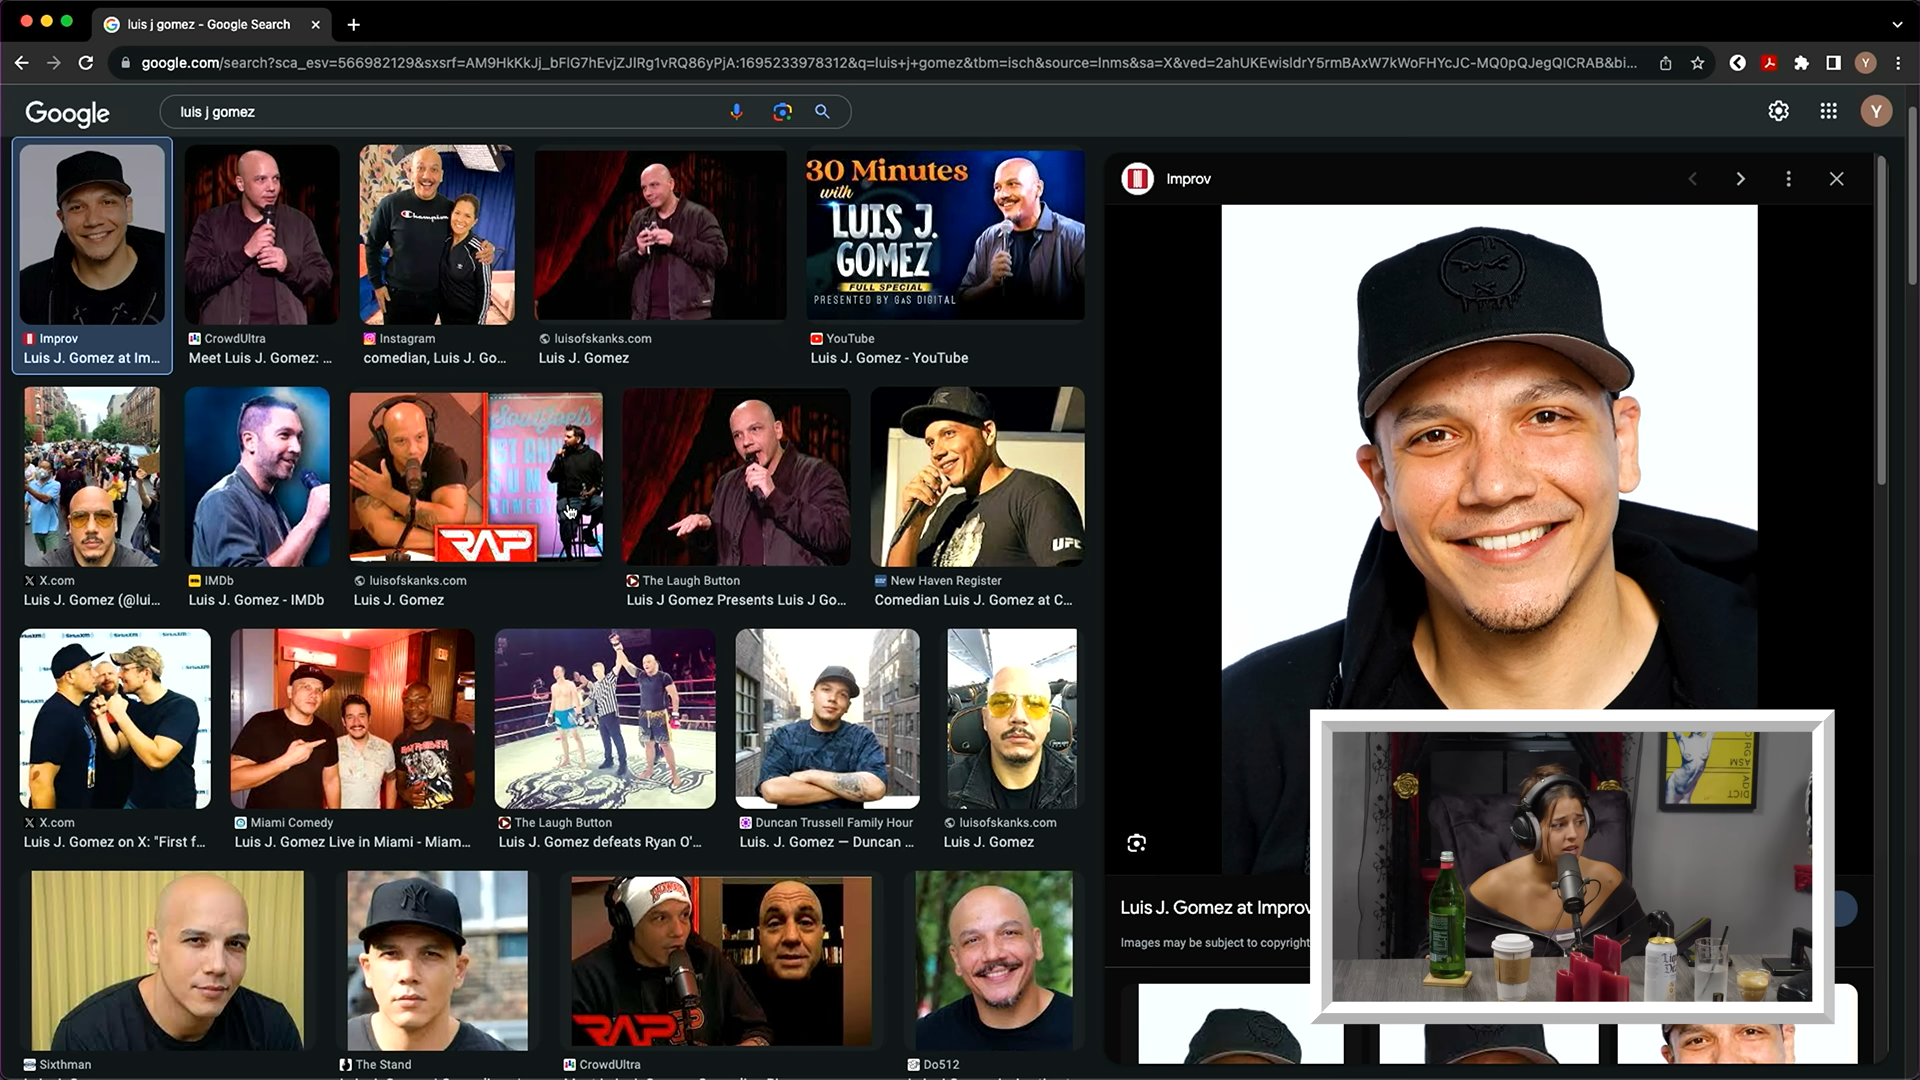 luis j gomez - Google Search
google.com/search?sca_esv=566982129&sxsrf=AM9HkKkJj_bFlG7hEvjZJlRg1vRQ86yPjA:1695233978312&q=luis+j+gomez&tbm=isch&source=lnms&sa=X&ved=2ahUKEwisldrY5rmBAxW7kWoFHYcJC-MQ0pQJegQICRAB&bi...
Y
Google
luis j gomez
Y
Improv
Champion
30 Minutes
with
LUIS J.
GOMEZ
FULL SPECIAL
PRESENTED BY GaS DIGITAL
Improv
Luis J. Gomez at Im...
CrowdUltra
Meet Luis J. Gomez: ...
Instagram
comedian, Luis J. Go...
luisofskanks.com
Luis J. Gomez
YouTube
Luis J. Gomez - YouTube
RAP
UFC
X.com
Luis J. Gomez (@lui...
IMDb
Luis J. Gomez - IMDb
luisofskanks.com
Luis J. Gomez
The Laugh Button
Luis J Gomez Presents Luis J Go...
New Haven Register
Comedian Luis J. Gomez at C...
X.com
Luis J. Gomez on X: "First f...
Miami Comedy
Luis J. Gomez Live in Miami - Miam...
The Laugh Button
Luis J. Gomez defeats Ryan O'...
Duncan Trussell Family Hour
Luis. J. Gomez — Duncan ...
luisofskanks.com
Luis J. Gomez
Luis J. Gomez at Improv
Images may be subject to copyright
RAP
Sixthman
The Stand
CrowdUltra
Do512